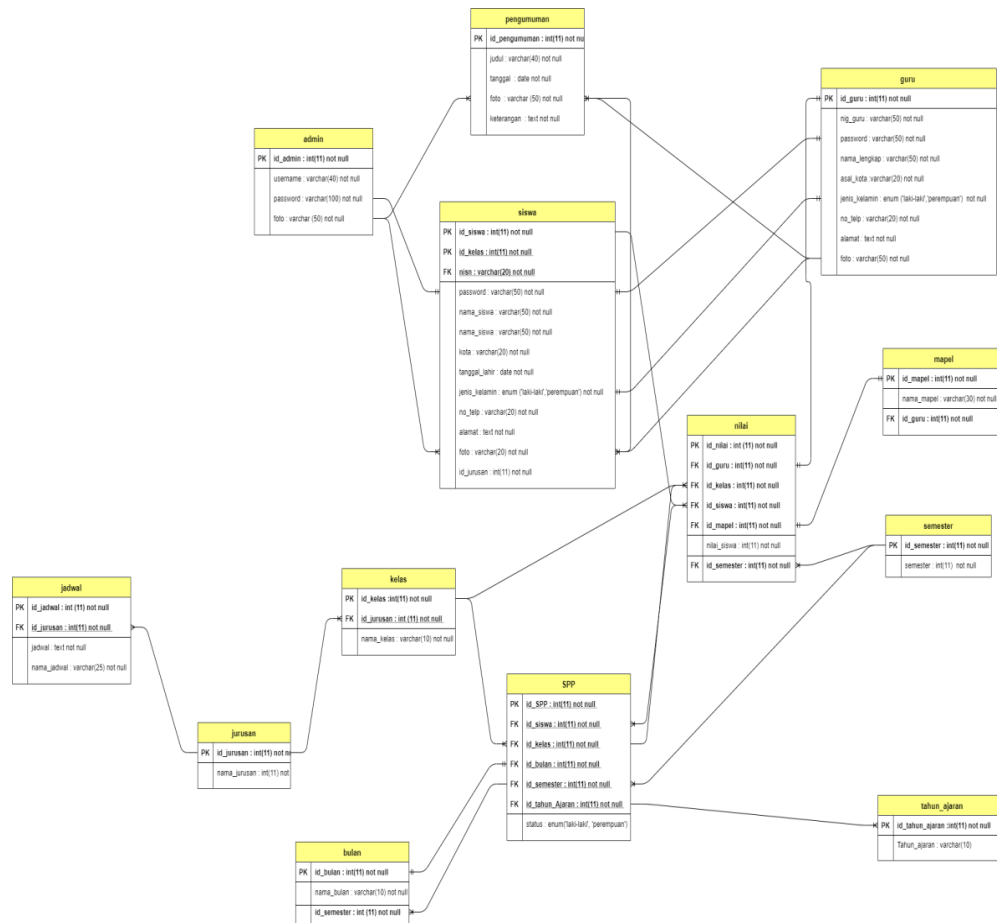 pengumuman
PK id_pengumuman : int(11) not nu
judul : varchar(40) not null
tanggal : date not null
foto : varchar (50) not null
keterangan : text not null
guru
PK id_guru : int(11) not null
nig_guru : varchar(50) not null
password : varchar(50) not null
nama_lengkap : varchar(50) not null
asal_kota :varchar(20) not null
jenis_kelamin : enum ('laki-laki','perempuan') not null
no_telp : varchar(20) not null
alamat : text not null
foto : varchar(50) not null
admin
PK id_admin : int(11) not null
username : varchar(40) not null
password : varchar(100) not null
foto : varchar (50) not null
siswa
PK id_siswa : int(11) not null
PK id_kelas : int(11) not null
FK nisn : varchar(20) not null
password : varchar(50) not null
nama_siswa : varchar(50) not null
nama_siswa : varchar(50) not null
kota : varchar(20) not null
tanggal_lahir : date not null
jenis_kelamin : enum ('laki-laki','perempuan') not null
no_telp : varchar(20) not null
alamat : text not null
foto : varchar(20) not null
id_jurusan : int(11) not null
mapel
PK id_mapel : int(11) not null
nama_mapel : varchar(30) not null
FK id_guru : int(11) not null
nilai
PK id_nilai : int (11) not null
FK id_guru : int(11) not null
FK id_kelas : int(11) not null
FK id_siswa : int(11) not null
FK id_mapel : int(11) not null
nilai_siswa : int(11) not null
FK id_semester : int(11) not null
semester
PK id_semester : int(11) not null
semester : int(11) not null
jadwal
PK id_jadwal : int (11) not null
FK id_jurusan : int(11) not null
jadwal : text not null
nama_jadwal : varchar(25) not null
kelas
PK id_kelas :int(11) not null
FK id_jurusan : int (11) not null
nama_kelas : varchar(10) not null
SPP
PK id_SPP : int(11) not null
FK id_siswa : int(11) not null
FK id_kelas : int(11) not null
FK id_bulan : int(11) not null
FK id_semester : int(11) not null
FK id_tahun_Ajaran : int(11) not null
status : enum('laki-laki', 'perempuan')
jurusan
PK id_jurusan : int(11) not n
nama_jurusan : int(11) not
tahun_ajaran
PK id_tahun_ajaran :int(11) not null
Tahun_ajaran : varchar(10)
bulan
PK id_bulan : int(11) not null
nama_bulan : varchar(10) not null
id_semester : int (11) not null